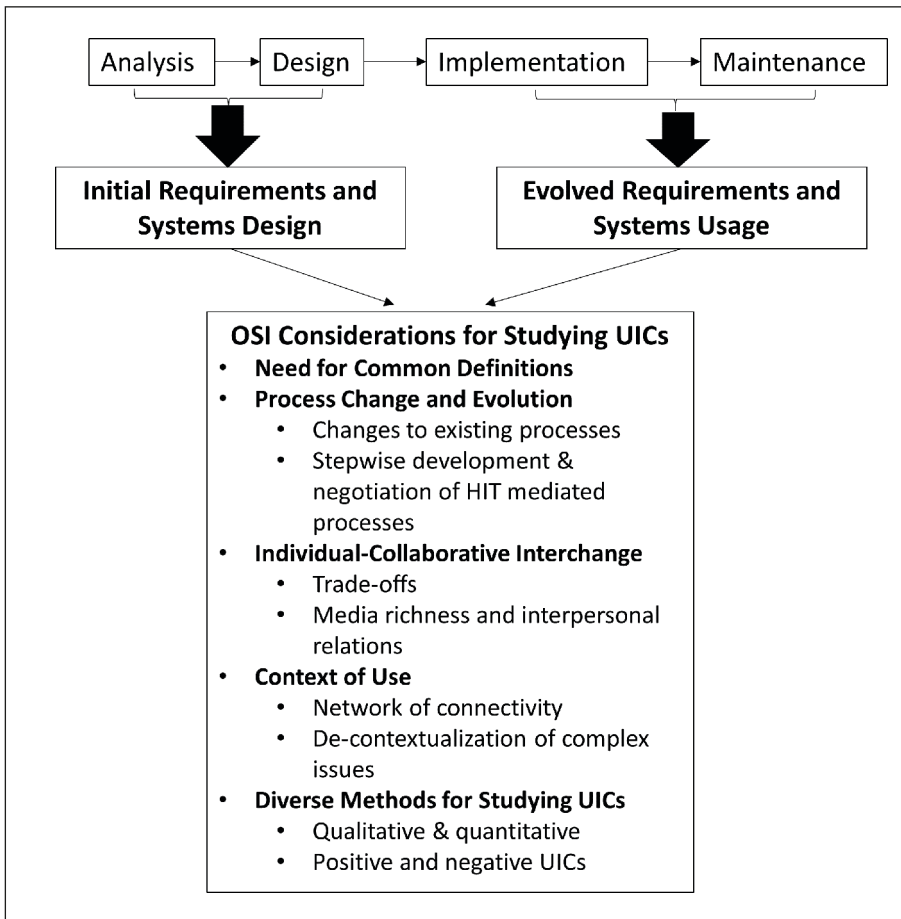 Analysis
Design
Implementation
Maintenance
Initial Requirements and
Systems Design
Evolved Requirements and
Systems Usage
OSI Considerations for Studying UICs
• Need for Common Definitions
• Process Change and Evolution
• Changes to existing processes
• Stepwise development &
negotiation of HIT mediated
processes
• Individual-Collaborative Interchange
• Trade-offs
• Media richness and interpersonal
relations
• Context of Use
• Network of connectivity
• De-contextualization of complex
issues
• Diverse Methods for Studying UICs
• Qualitative & quantitative
• Positive and negative UICs